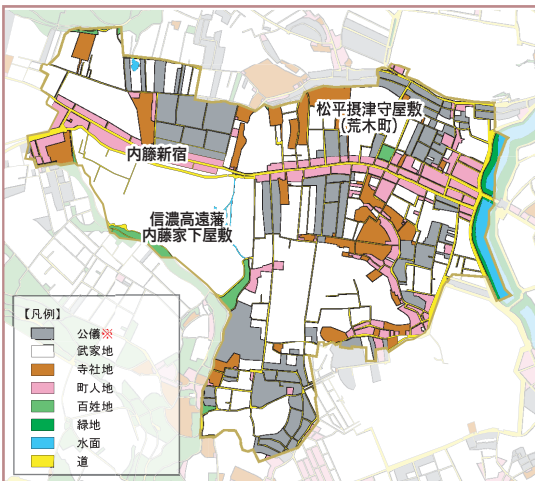 松平摂津守屋敷
(荒木町)
内藤新宿
信濃高遠藩
内藤家下屋敷
【凡例】
公儀※
武家地
寺社地
町人地
百姓地
緑地
水面
道